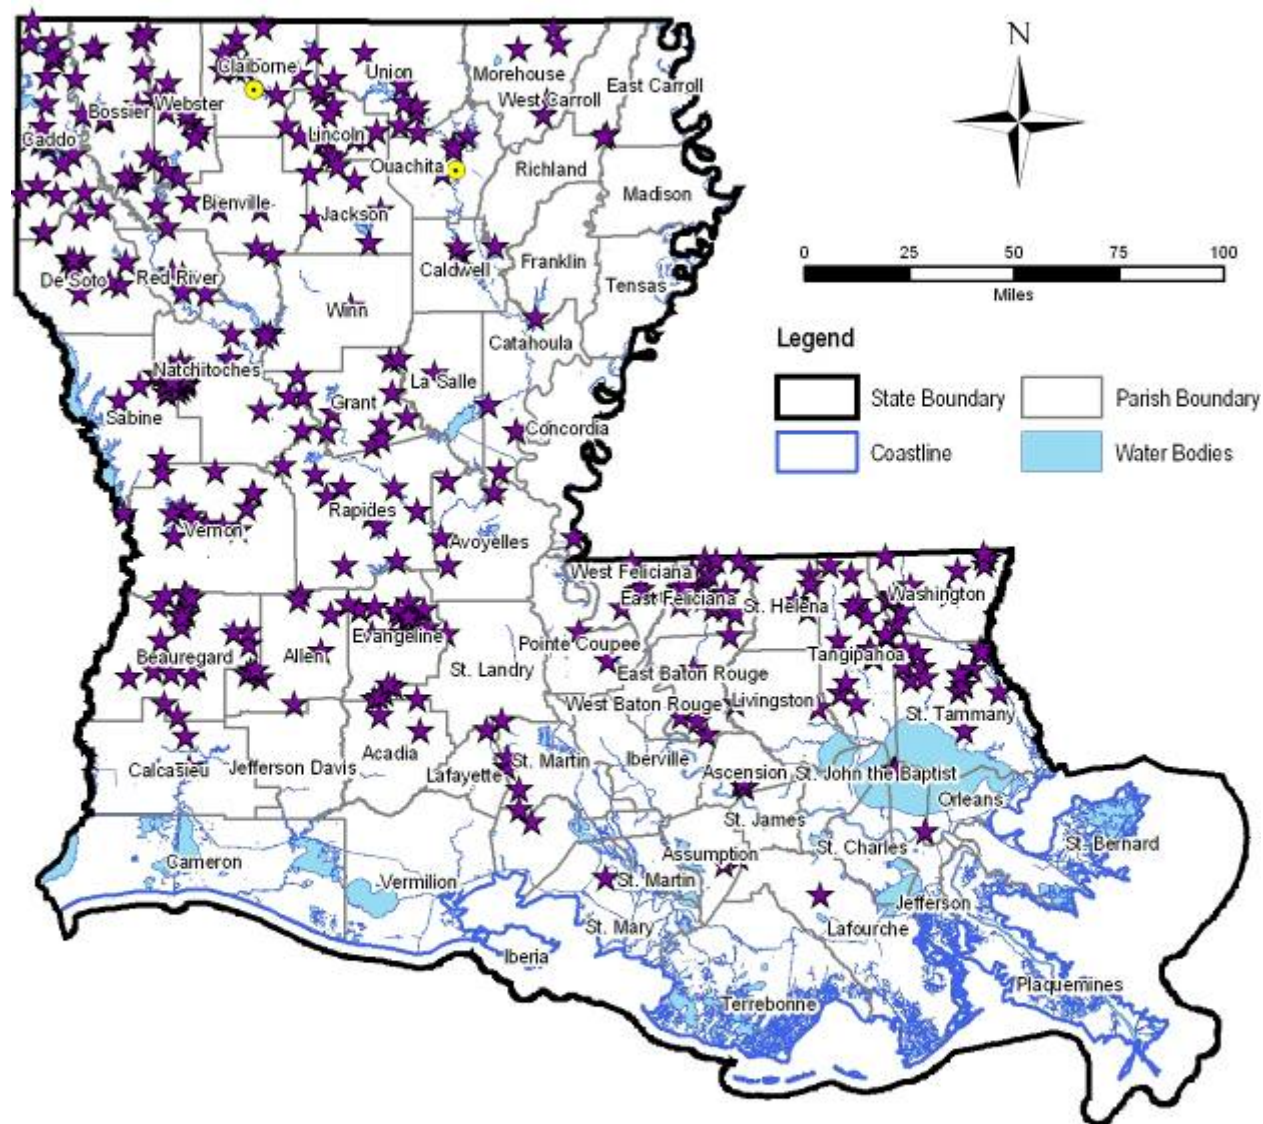 N
0 25 50 75 100
Miles
Legend
State Boundary
Parish Boundary
Coastline
Water Bodies
Claiborne
Union
Morehouse
East Carroll
West Carroll
Bossier
Webster
Caddo
Lincoln
Ouachita
Richland
Madison
Bienville
Jackson
De Soto
Red River
Caldwell
Franklin
Tensas
Winn
Catahoula
Natchitoches
La Salle
Grant
Sabine
Concordia
Rapides
Vernon
Avoyelles
West Feliciana
East Feliciana
St. Helena
Washington
Evangeline
Pointe Coupee
Beauregard
Allen
St. Landry
Tangipahoa
East Baton Rouge
West Baton Rouge
Livingston
St. Tammany
Acadia
Calcasieu
Jefferson Davis
Lafayette
St. Martin
Iberville
Ascension
St. John the Baptist
Orleans
St. James
St. Charles
St. Bernard
Cameron
Vermilion
Assumption
St. Martin
Jefferson
St. Mary
Lafourche
Iberia
Plaquemines
Terrebonne